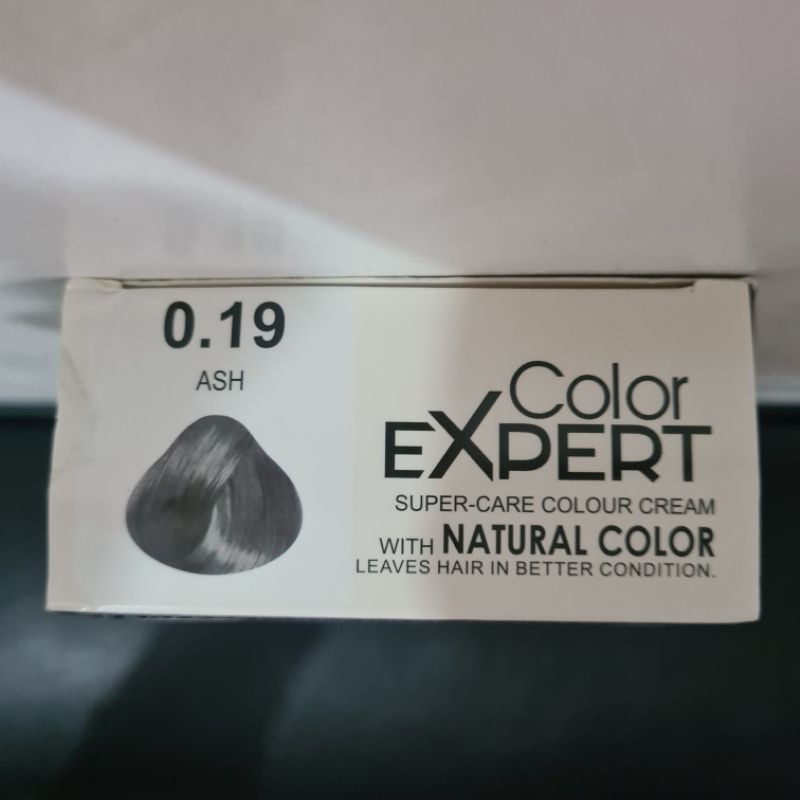 0.19
ASH
Color
EXPERT
SUPER-CARE COLOUR CREAM
WITH NATURAL COLOR
LEAVES HAIR IN BETTER CONDITION.